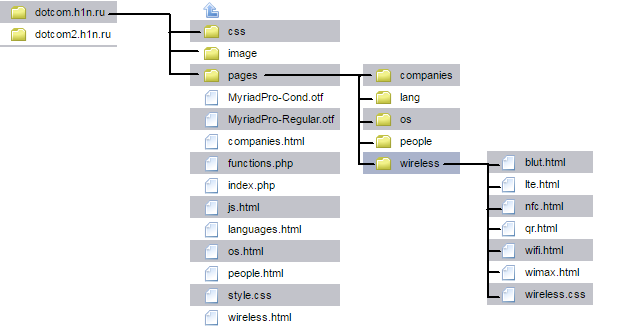 dotcom.h1n.ru
dotcom2.h1n.ru
css
image
pages
MyriadPro-Cond.otf
MyriadPro-Regular.otf
companies.html
functions.php
index.php
js.html
languages.html
os.html
people.html
style.css
wireless.html
companies
lang
os
people
wireless
blut.html
lte.html
nfc.html
qr.html
wifi.html
wimax.html
wireless.css